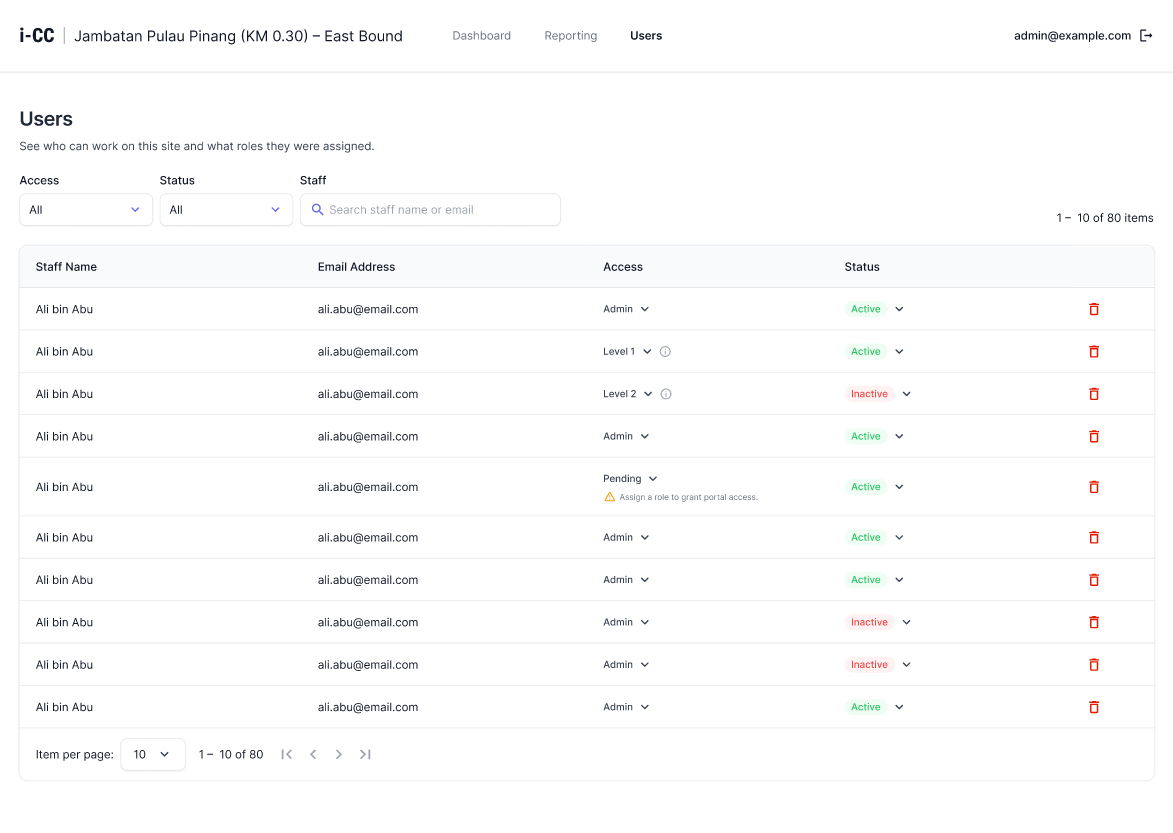 i-CC Jambatan Pulau Pinang (KM 0.30) – East Bound Dashboard Reporting Users admin@example.com
Users
See who can work on this site and what roles they were assigned.
Access Status Staff
All All Search staff name or email
1 – 10 of 80 items
Staff Name Email Address Access Status
Ali bin Abu ali.abu@email.com Admin Active
Ali bin Abu ali.abu@email.com Level 1 Active
Ali bin Abu ali.abu@email.com Level 2 Inactive
Ali bin Abu ali.abu@email.com Admin Active
Ali bin Abu ali.abu@email.com Pending Active
Assign a role to grant portal access.
Ali bin Abu ali.abu@email.com Admin Active
Ali bin Abu ali.abu@email.com Admin Active
Ali bin Abu ali.abu@email.com Admin Inactive
Ali bin Abu ali.abu@email.com Admin Inactive
Ali bin Abu ali.abu@email.com Admin Active
Item per page: 10 1 – 10 of 80